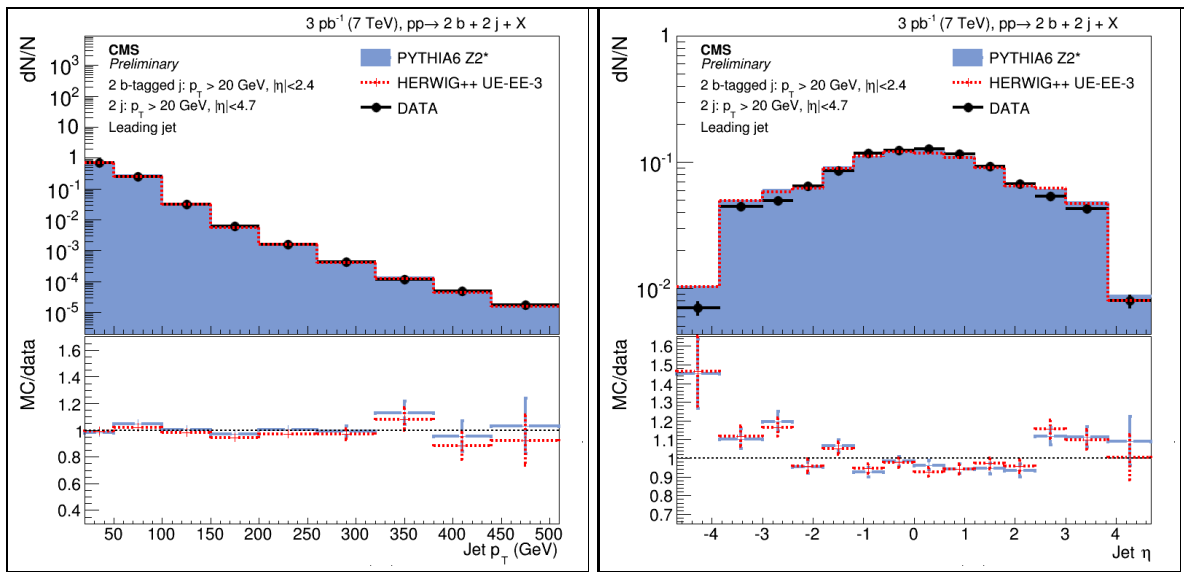 3 pb⁻¹ (7 TeV), pp→ 2 b + 2 j + X
dN/N
CMS
Preliminary
2 b-tagged j: p_T > 20 GeV, |η|<2.4
2 j: p_T > 20 GeV, |η|<4.7
Leading jet
PYTHIA6 Z2*
HERWIG++ UE-EE-3
DATA
10³
10²
10
1
10⁻¹
10⁻²
10⁻³
10⁻⁴
10⁻⁵
MC/data
1.6
1.4
1.2
1
0.8
0.6
0.4
50 100 150 200 250 300 350 400 450 500
Jet p_T (GeV)
3 pb⁻¹ (7 TeV), pp→ 2 b + 2 j + X
dN/N
CMS
Preliminary
2 b-tagged j: p_T > 20 GeV, |η|<2.4
2 j: p_T > 20 GeV, |η|<4.7
Leading jet
PYTHIA6 Z2*
HERWIG++ UE-EE-3
DATA
1
10⁻¹
10⁻²
MC/data
1.6
1.5
1.4
1.3
1.2
1.1
1
0.9
0.8
0.7
-4 -3 -2 -1 0 1 2 3 4
Jet η